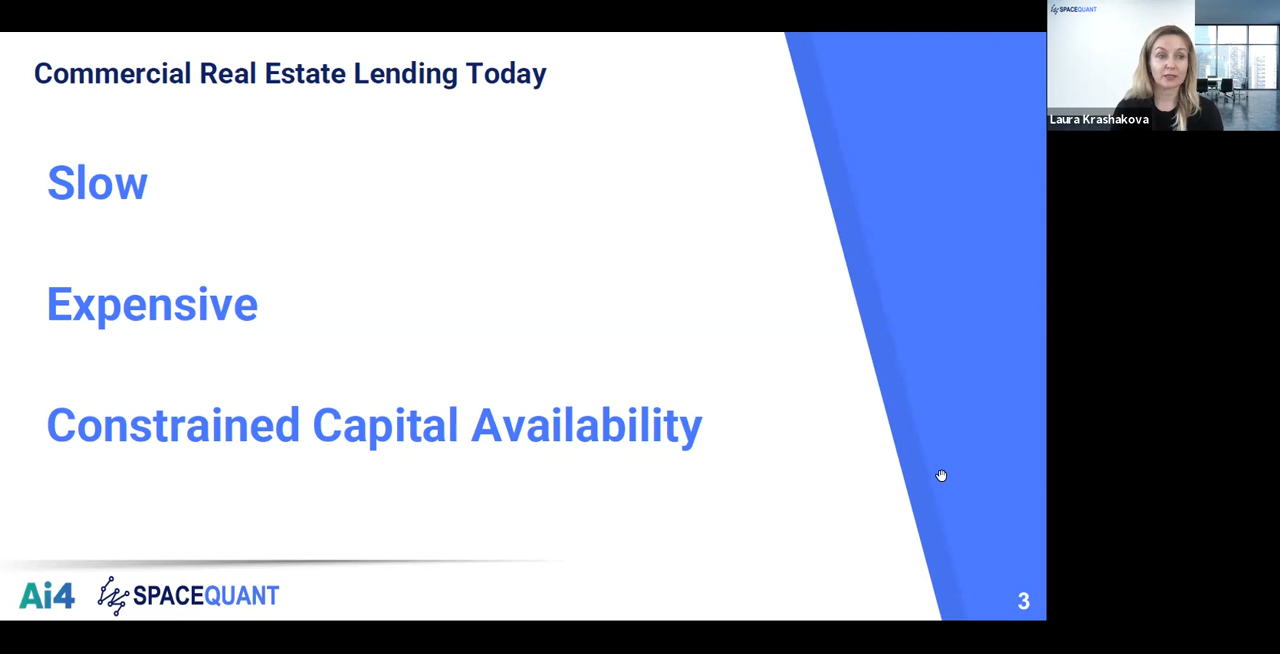 Commercial Real Estate Lending Today
Slow
Expensive
Constrained Capital Availability
Ai4
SPACEQUANT
3
SPACEQUANT
Laura Krashakova